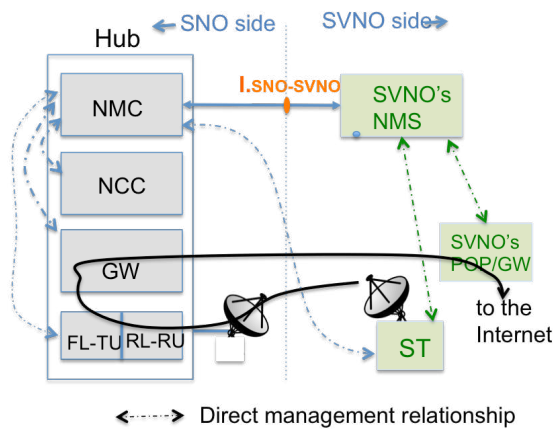 SNO side
SVNO side
Hub
I.SNO-SVNO
NMC
SVNO's
NMS
NCC
GW
SVNO's
POP/GW
to the
Internet
FL-TU
RL-RU
ST
Direct management relationship